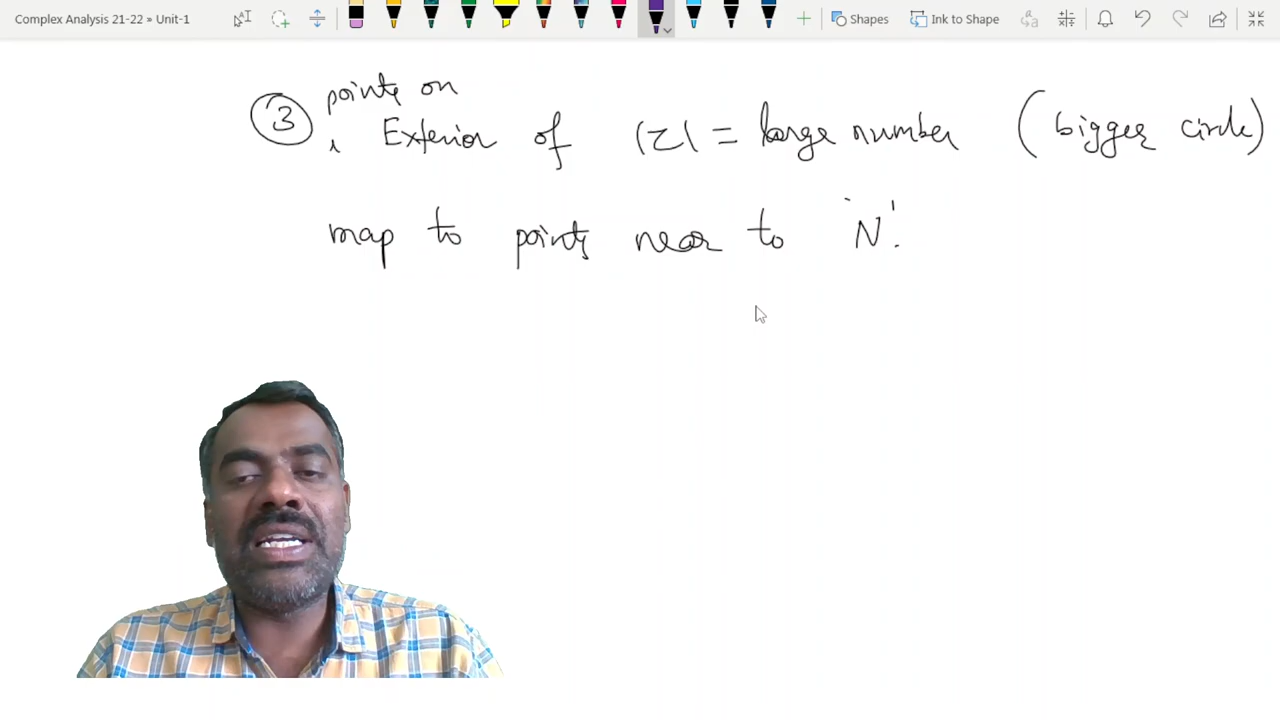 Complex Analysis 21-22 » Unit-1
Shapes
Ink to Shape
③ points on
Exterior of |z| = large number (bigger circle)
map to points near to 'N'.